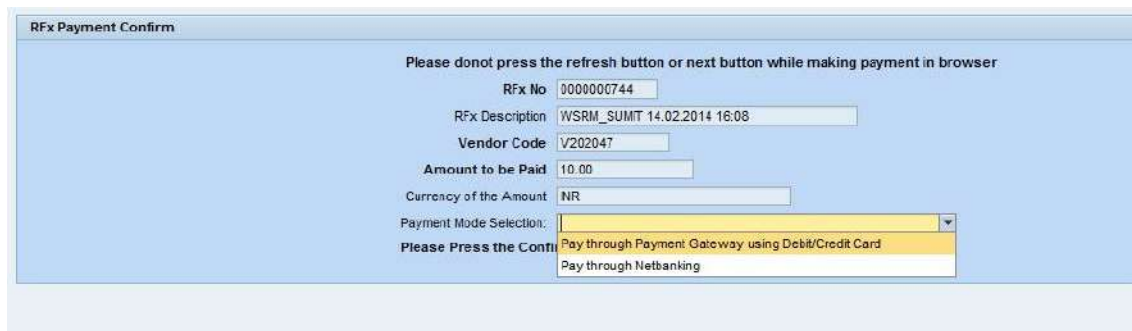 RFx Payment Confirm
Please donot press the refresh button or next button while making payment in browser
RFx No 0000000744
RFx Description WSRM_SUMIT 14.02.2014 16:08
Vendor Code V202047
Amount to be Paid 10.00
Currency of the Amount INR
Payment Mode Selection:
Please Press the Confi
Pay through Payment Gateway using Debit/Credit Card
Pay through Netbanking